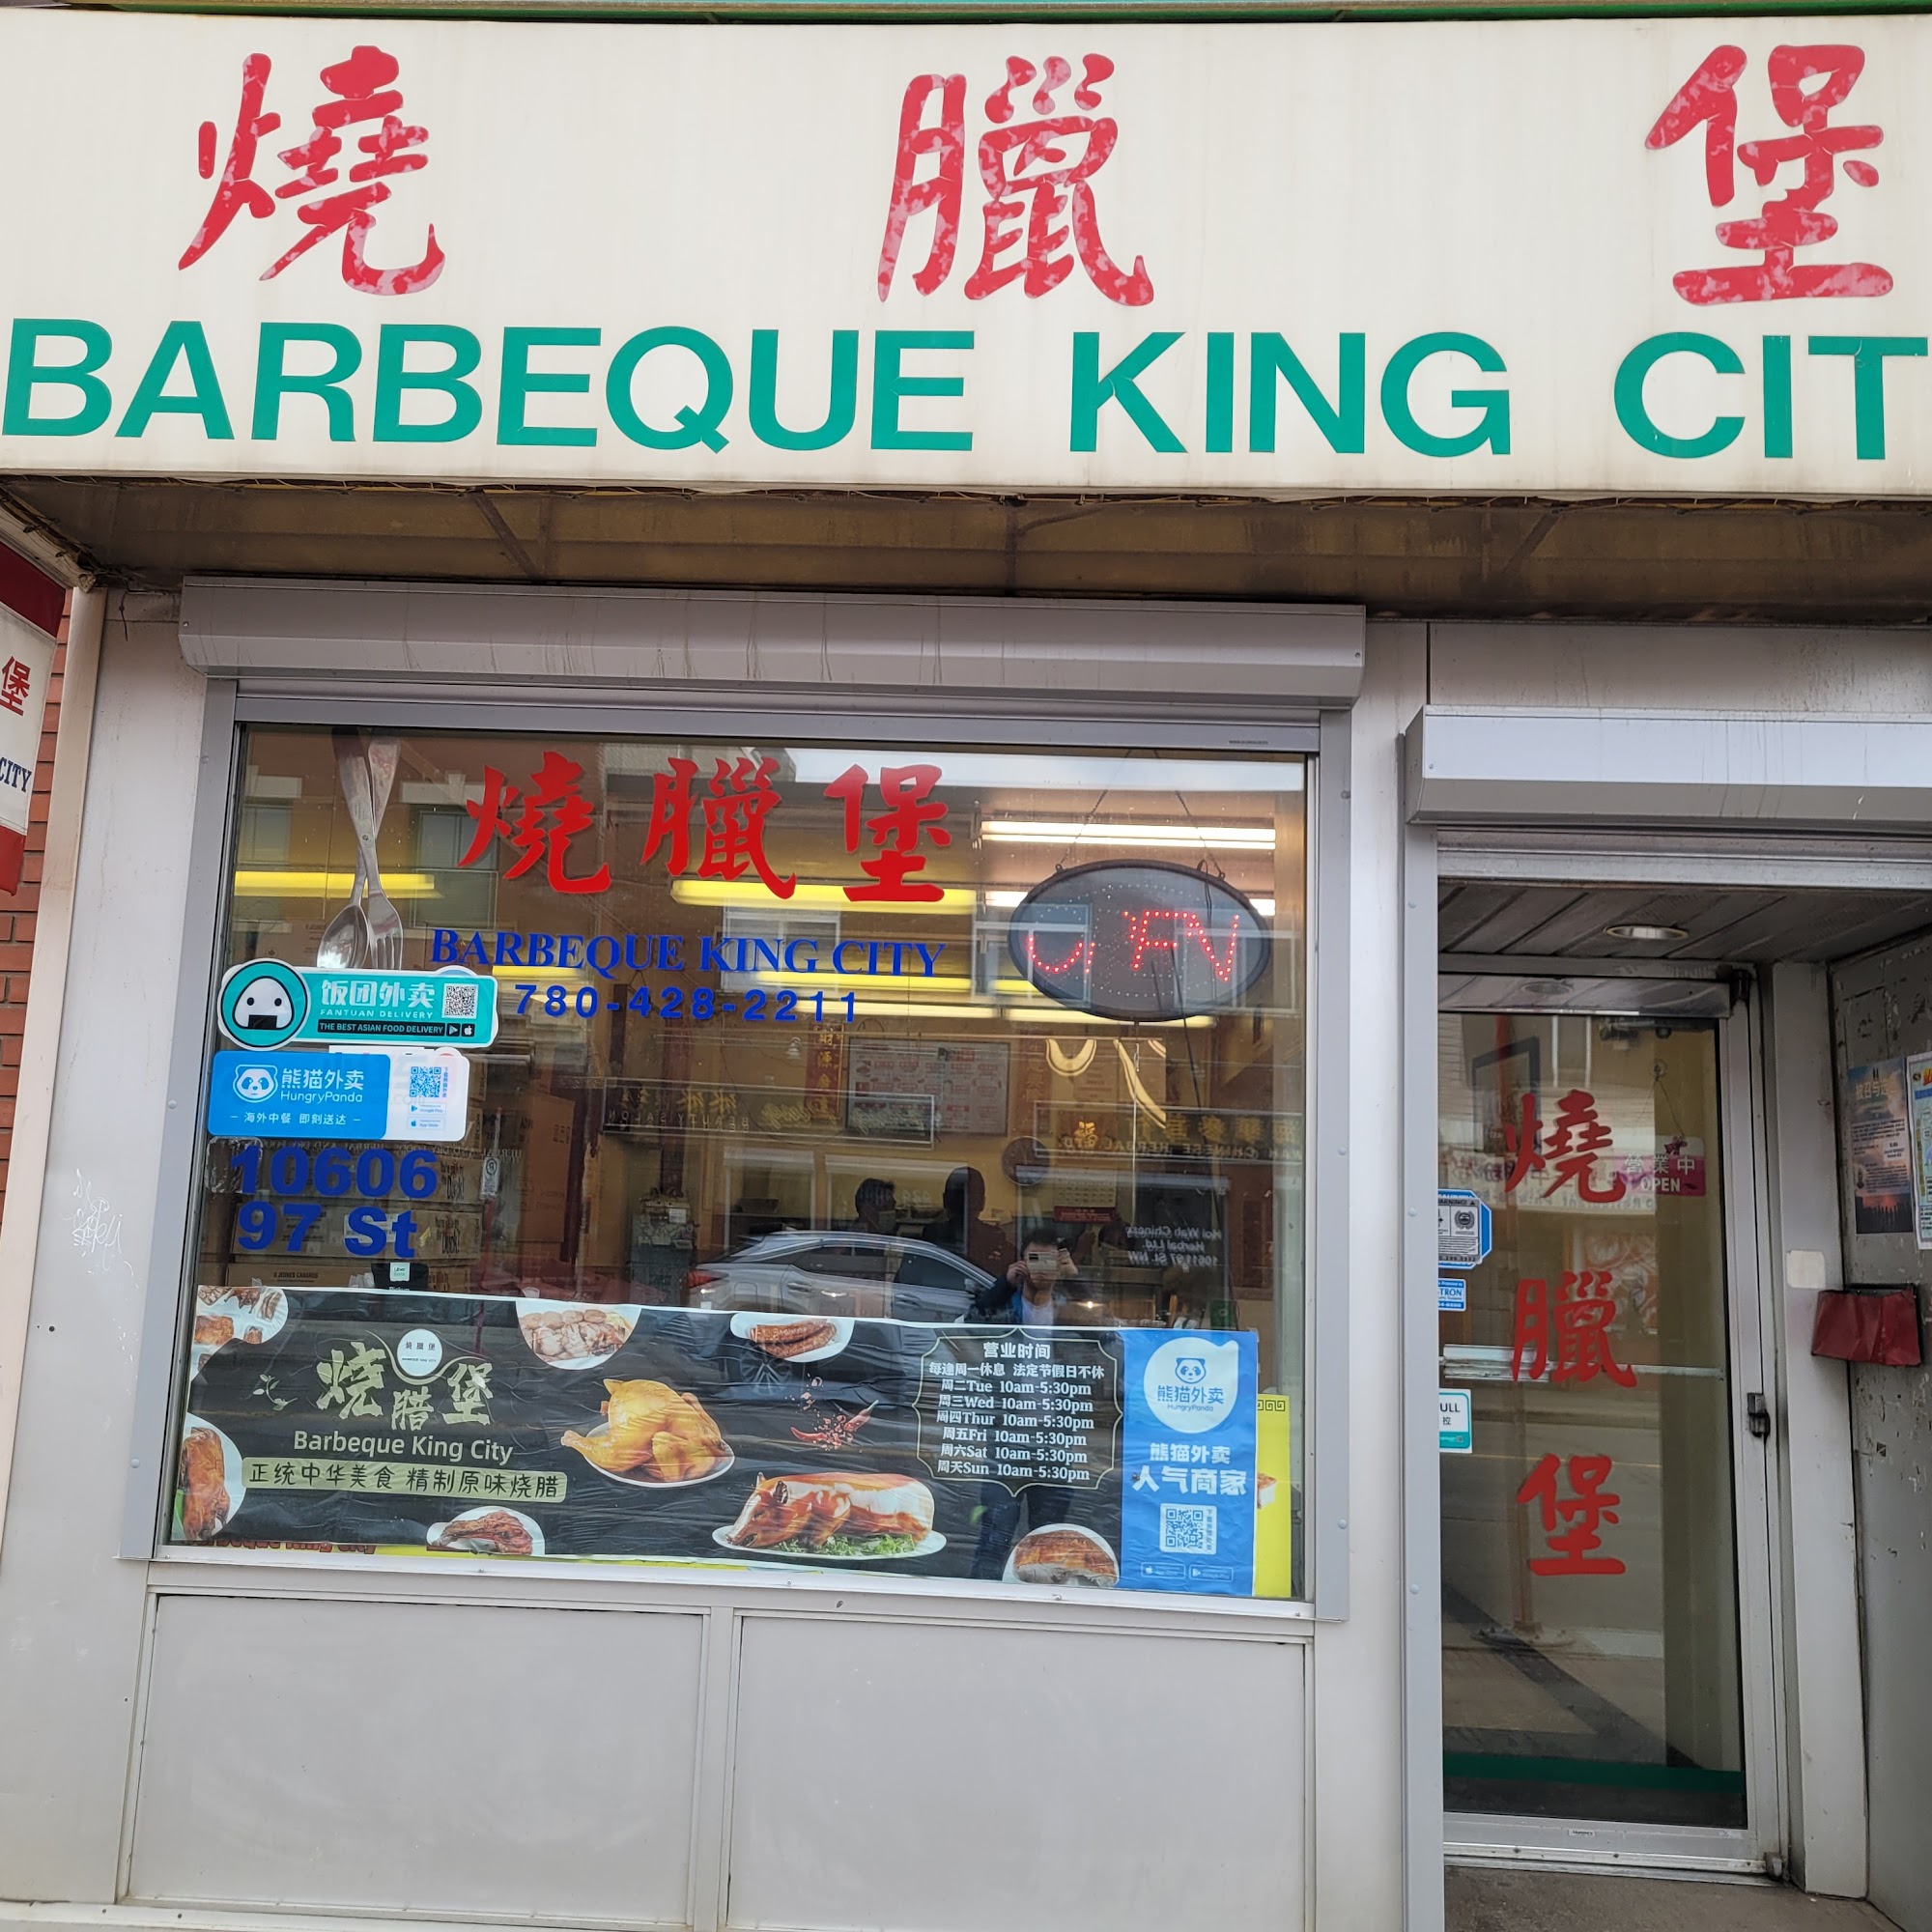 燒 臘 堡
BARBEQUE KING CIT
堡
CITY
燒臘堡
BARBEQUE KING CITY
780-428-2211
饭团外卖
FANTUAN DELIVERY
THE BEST ASIAN FOOD DELIVERY
熊猫外卖
HungryPanda
海外中餐 即刻送达
10606
97 St
烧腊堡
Barbeque King City
正统中华美食 精制原味烧腊
营业时间
每逢周一休息 法定节假日不休
周二Tue 10am-5:30pm
周三Wed 10am-5:30pm
周四Thur 10am-5:30pm
周五Fri 10am-5:30pm
周六Sat 10am-5:30pm
周天Sun 10am-5:30pm
熊猫外卖
HungryPanda
熊猫外卖
人气商家
燒
臘
堡
營業中
OPEN